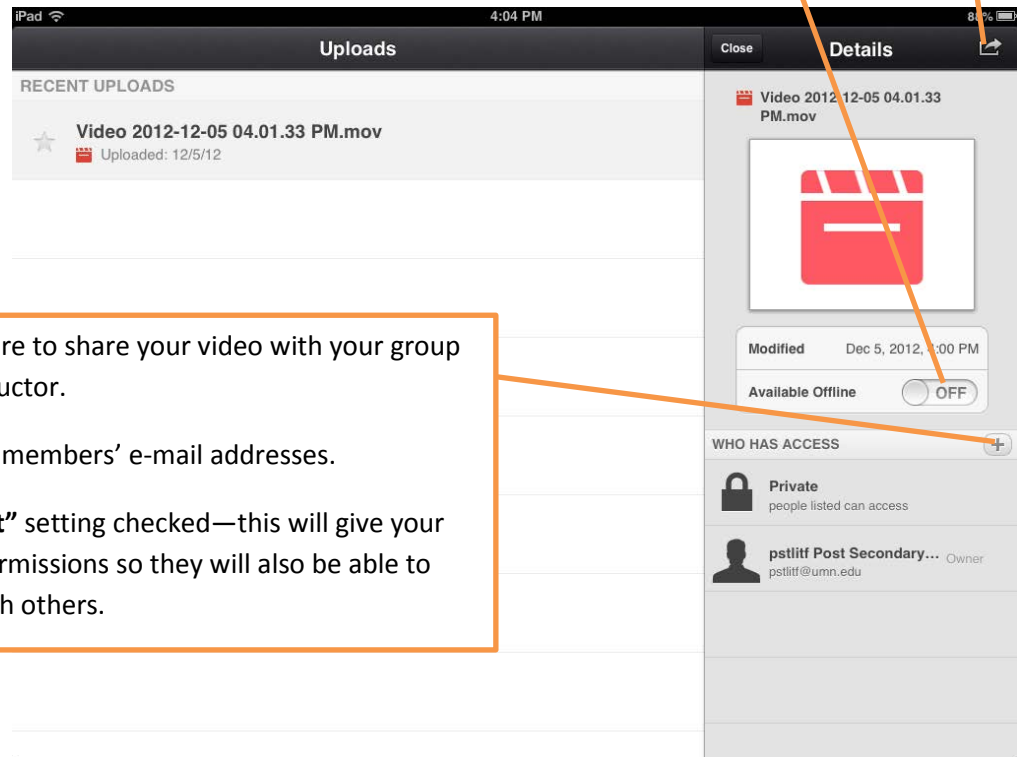 iPad 4:04 PM
Uploads
Close Details
RECENT UPLOADS
Video 2012-12-05 04.01.33 PM.mov
Uploaded: 12/5/12
Video 2012-12-05 04.01.33
PM.mov
Modified Dec 5, 2012, 4:00 PM
Available Offline OFF
WHO HAS ACCESS
Private
people listed can access
pstlitf Post Secondary... Owner
pstlitf@umn.edu
re to share your video with your group
uctor.
members’ e-mail addresses.
t” setting checked—this will give your
rmissions so they will also be able to
h others.